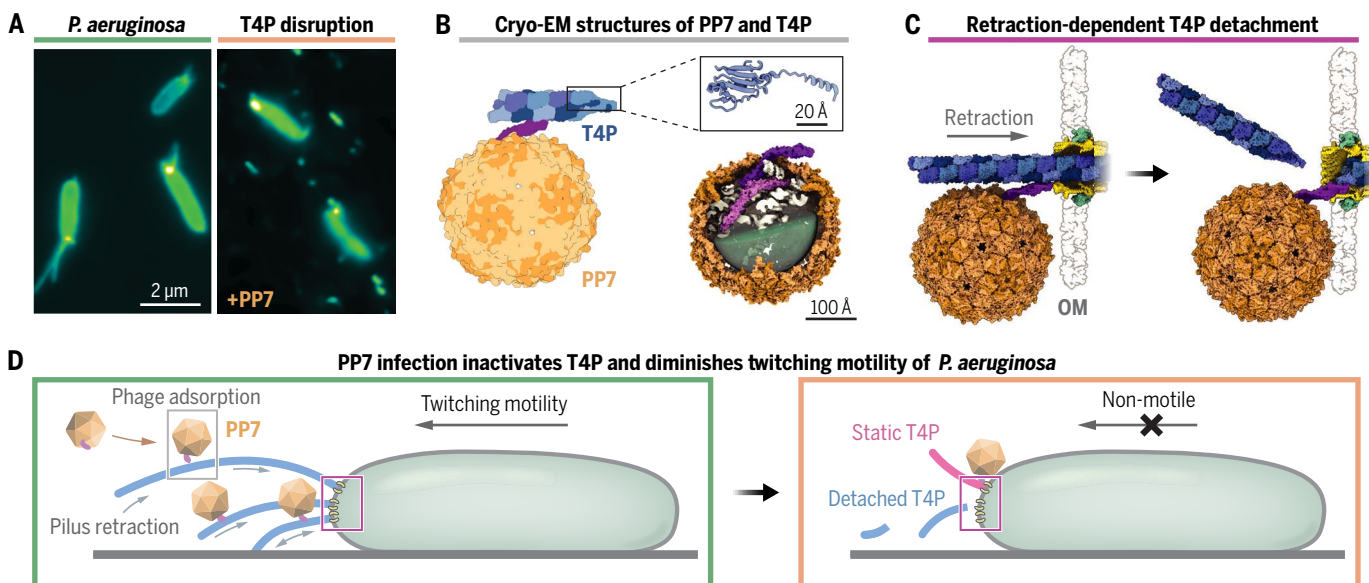 A
P. aeruginosa
T4P disruption
2 µm
+PP7
B
Cryo-EM structures of PP7 and T4P
T4P
20 Å
PP7
100 Å
C
Retraction-dependent T4P detachment
Retraction
OM
D
PP7 infection inactivates T4P and diminishes twitching motility of P. aeruginosa
Phage adsorption
PP7
Twitching motility
Pilus retraction
Non-motile
Static T4P
Detached T4P